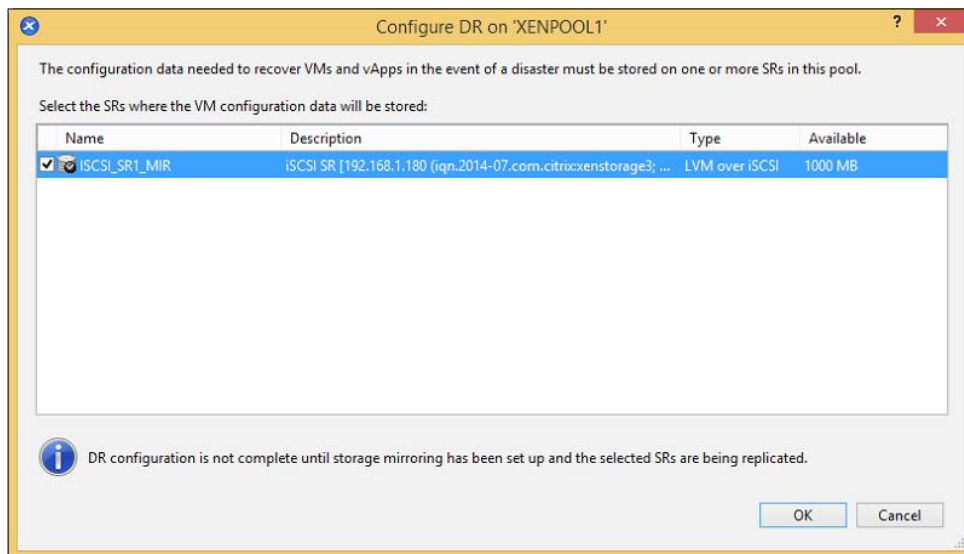 Configure DR on 'XENPOOL1'
?
×
The configuration data needed to recover VMs and vApps in the event of a disaster must be stored on one or more SRs in this pool.
Select the SRs where the VM configuration data will be stored:
Name Description Type Available
ISCSI_SR1_MIR iSCSI SR [192.168.1.180 (iqn.2014-07.com.citrix:xenstorage3; ... LVM over iSCSI 1000 MB
DR configuration is not complete until storage mirroring has been set up and the selected SRs are being replicated.
OK Cancel